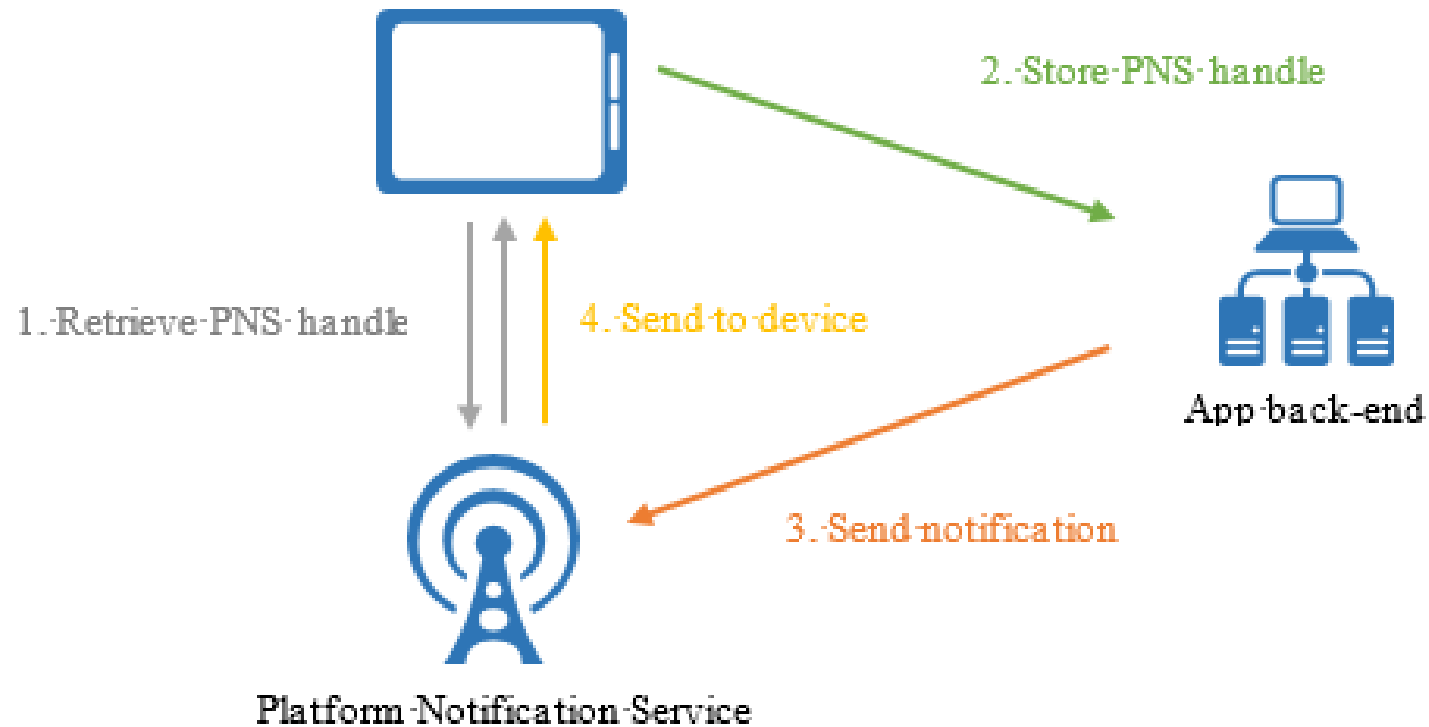 2. Store PNS handle
1. Retrieve PNS handle
4. Send to device
App back-end
3. Send notification
Platform Notification Service